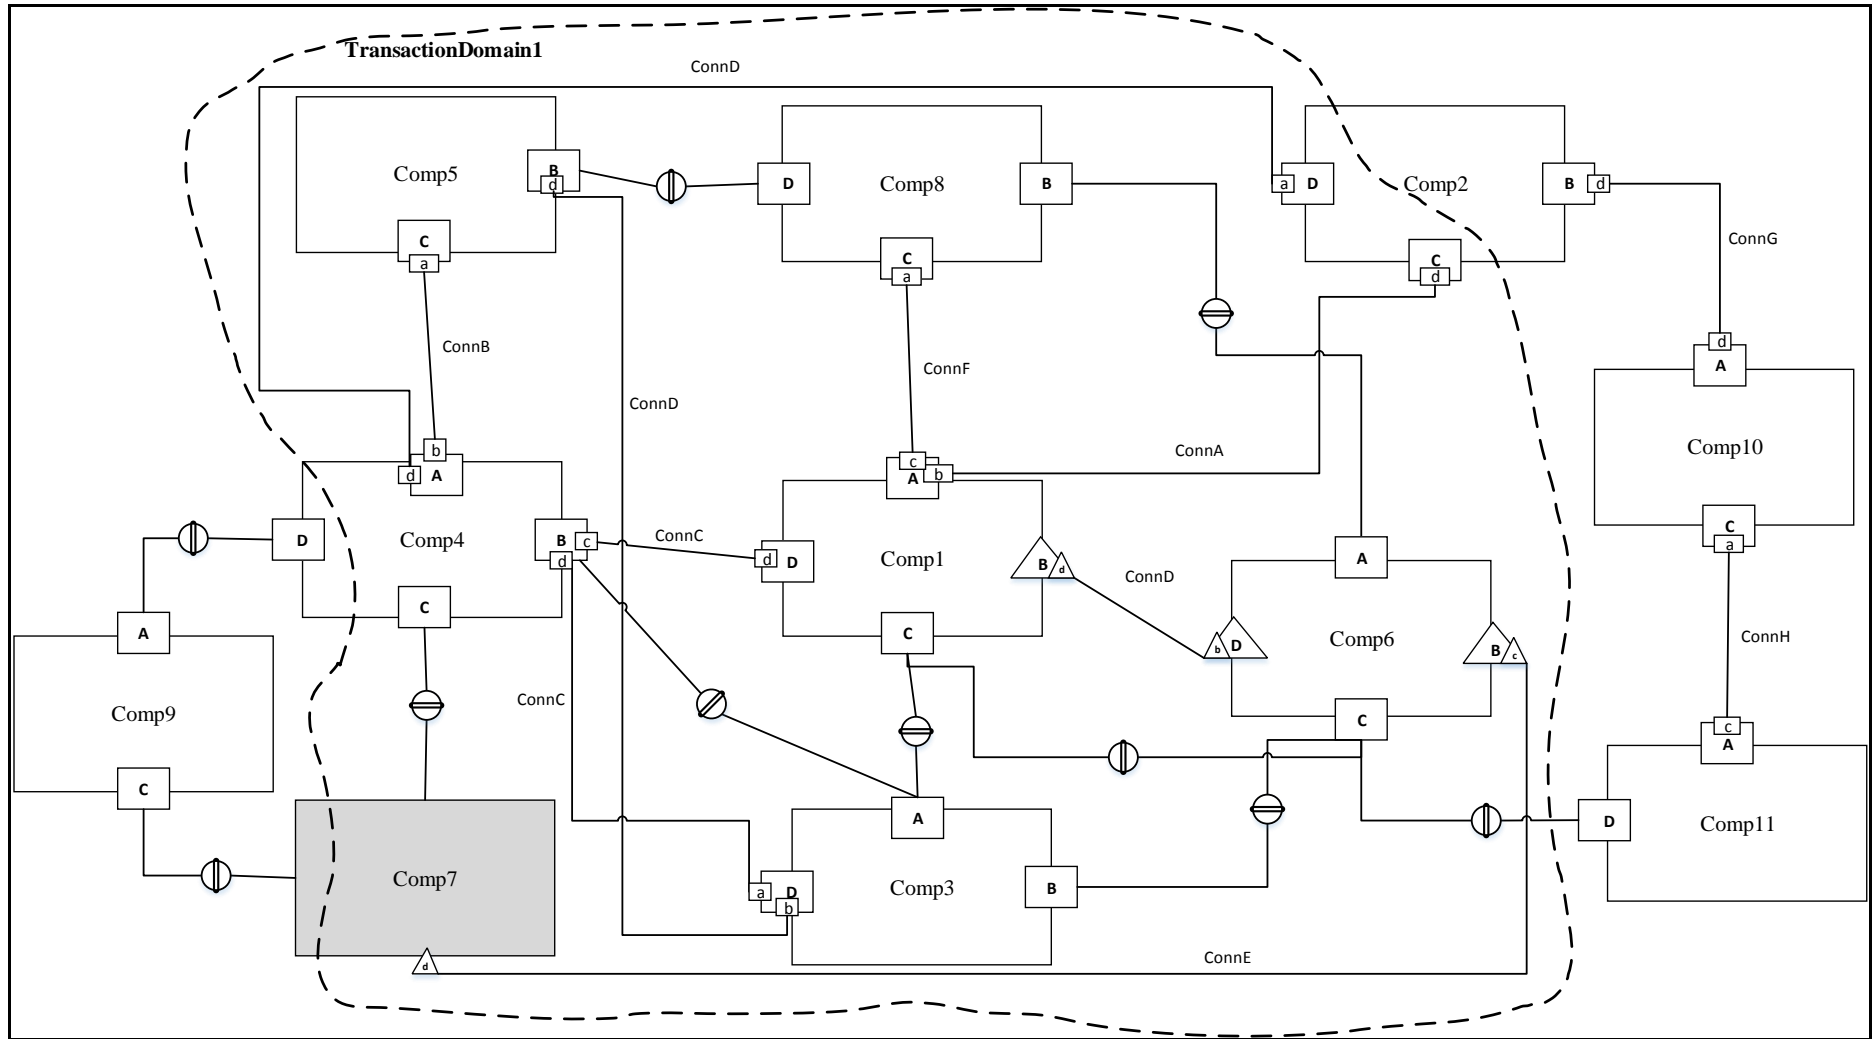 TransactionDomain1
ConnD
Comp5
B
d
C
a
D
Comp8
B
C
a
a
D
Comp2
B
d
C
d
ConnG
ConnB
ConnF
ConnD
ConnA
d
A
Comp10
C
a
b
d
A
D
Comp4
B
c
d
C
ConnC
c
A
b
d
D
Comp1
B
d
C
ConnD
A
b
D
Comp6
B
c
C
ConnH
A
Comp9
C
ConnC
c
A
D
Comp11
Comp7
d
A
a
D
b
Comp3
B
ConnE